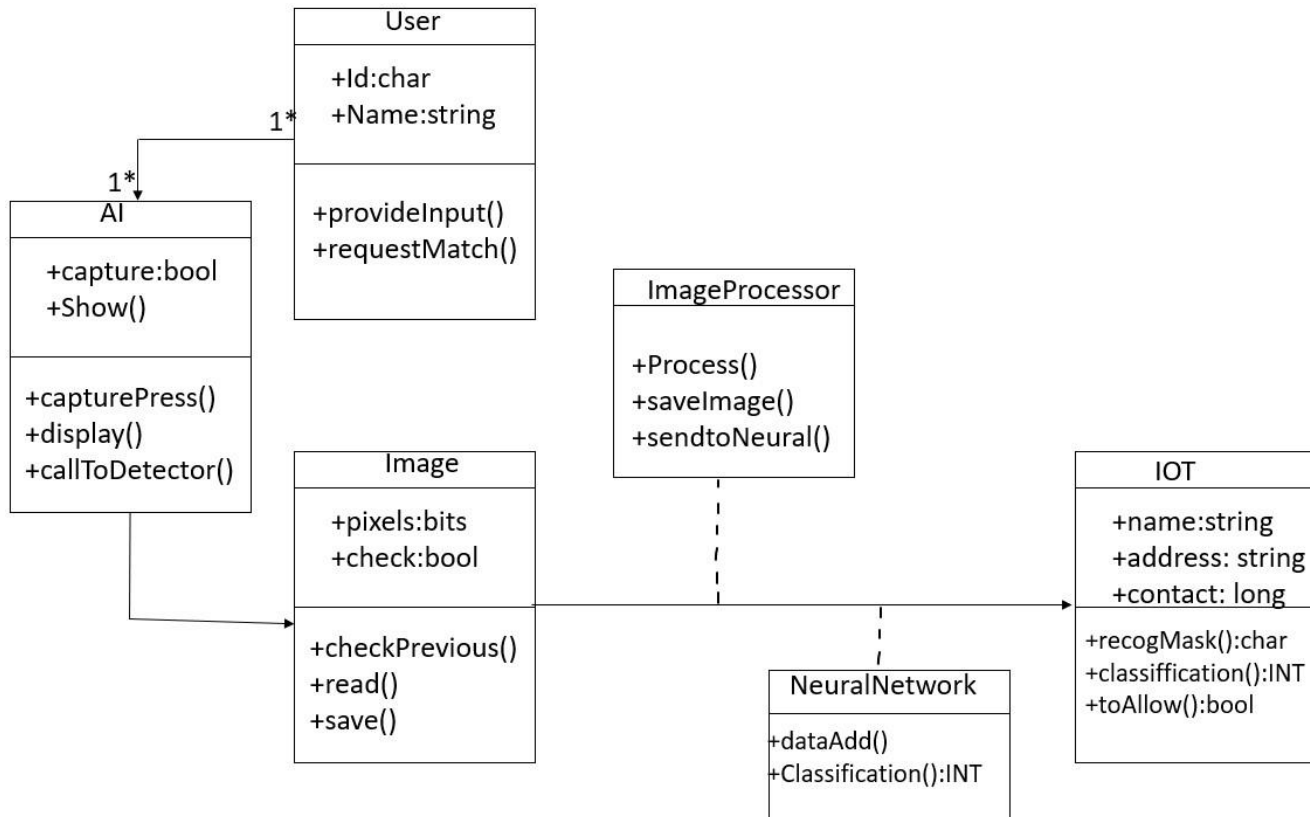 User
+Id:char
+Name:string
1*
1*
+provideInput()
+requestMatch()
AI
+capture:bool
+Show()
+capturePress()
+display()
+callToDetector()
ImageProcessor
+Process()
+saveImage()
+sendtoNeural()
Image
+pixels:bits
+check:bool
+checkPrevious()
+read()
+save()
IOT
+name:string
+address: string
+contact: long
+recogMask():char
+classiffication():INT
+toAllow():bool
NeuralNetwork
+dataAdd()
+Classification():INT